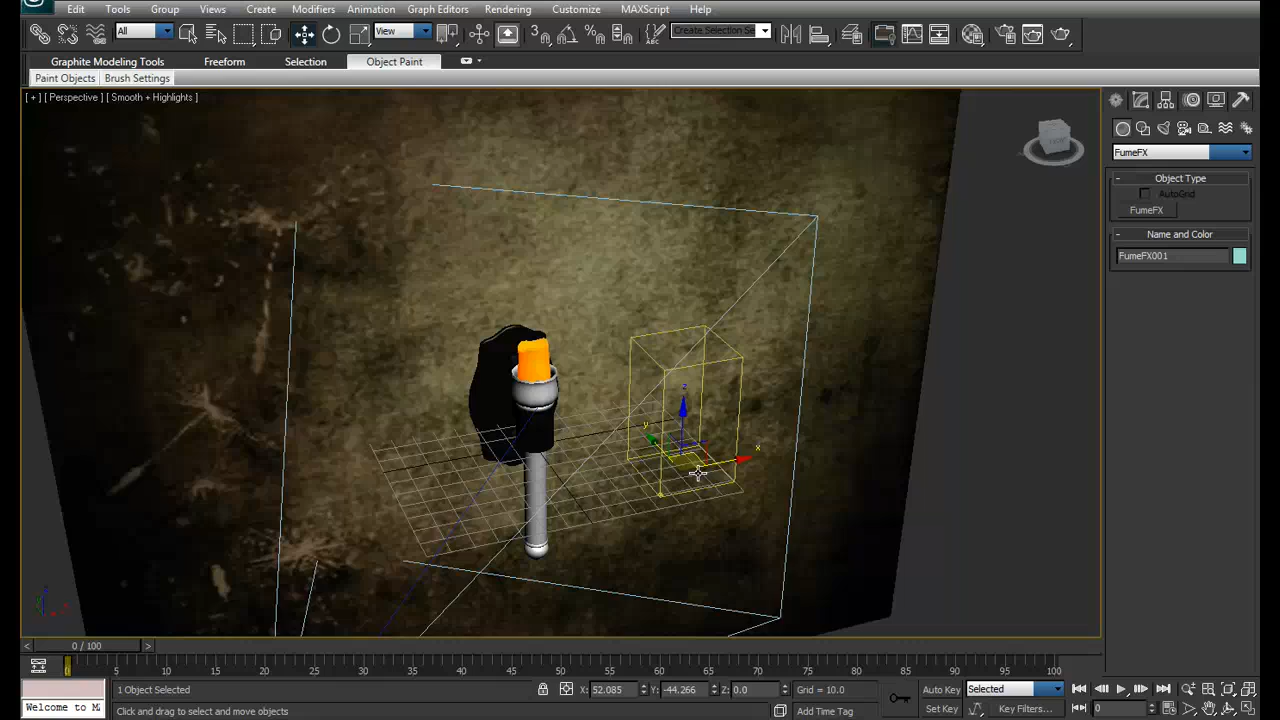 Edit Tools Group Views Create Modifiers Animation Graph Editors Rendering Customize MAXScript Help
All View Create Selection Se
Graphite Modeling Tools Freeform Selection Object Paint
Paint Objects Brush Settings
[ + ] [ Perspective ] [ Smooth + Highlights ]
FumeFX
- Object Type
AutoGrid
FumeFX
- Name and Color
FumeFX001
z
y
x
< 0 / 100 >
0 5 10 15 20 25 30 35 40 45 50 55 60 65 70 75 80 85 90 95 100
1 Object Selected X: 52.085 Y: -44.266 Z: 0.0 Grid = 10.0 Auto Key Selected
Welcome to M Click and drag to select and move objects Add Time Tag Set Key Key Filters... 0